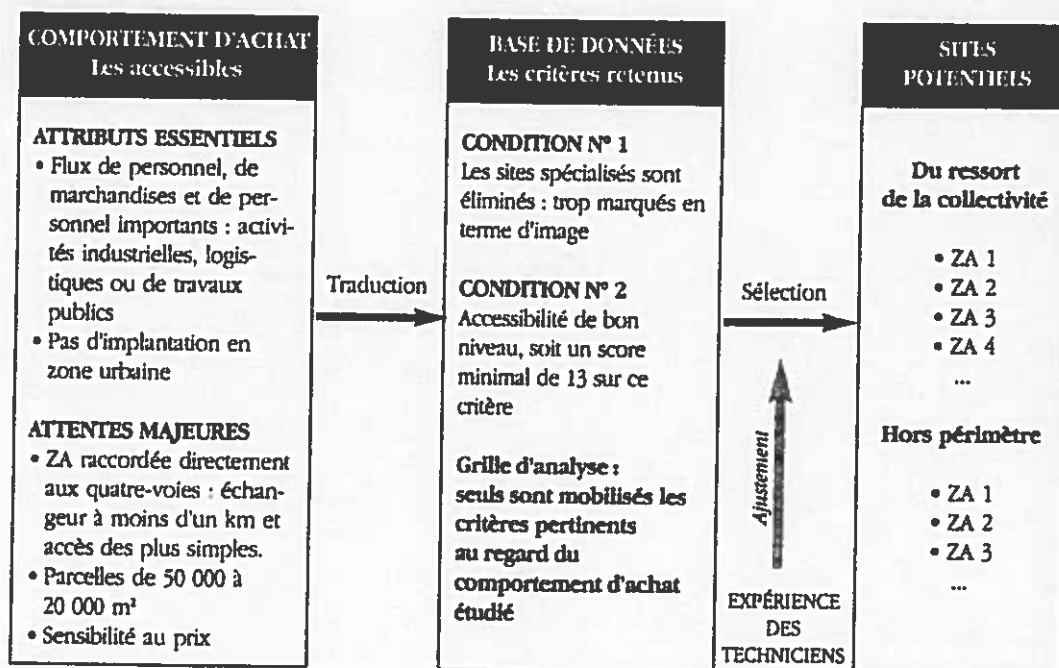 COMPORTEMENT D'ACHAT
Les accessibles
ATTRIBUTS ESSENTIELS
• Flux de personnel, de
marchandises et de per-
sonnel importants : activi-
tés industrielles, logis-
tiques ou de travaux
publics
• Pas d'implantation en
zone urbaine
ATTENTES MAJEURES
• ZA raccordée directement
aux quatre-voies : échan-
geur à moins d'un km et
accès des plus simples.
• Parcelles de 50 000 à
20 000 m²
• Sensibilité au prix
Traduction
BASE DE DONNÉES
Les critères retenus
CONDITION N° 1
Les sites spécialisés sont
éliminés : trop marqués en
terme d'image
CONDITION N° 2
Accessibilité de bon
niveau, soit un score
minimal de 13 sur ce
critère
Grille d'analyse :
seuls sont mobilisés les
critères pertinents
au regard du
comportement d'achat
étudié
Sélection
Ajustement
EXPÉRIENCE
DES
TECHNICIENS
SITES
POTENTIELS
Du ressort
de la collectivité
• ZA 1
• ZA 2
• ZA 3
• ZA 4
...
Hors périmètre
• ZA 1
• ZA 2
• ZA 3
...